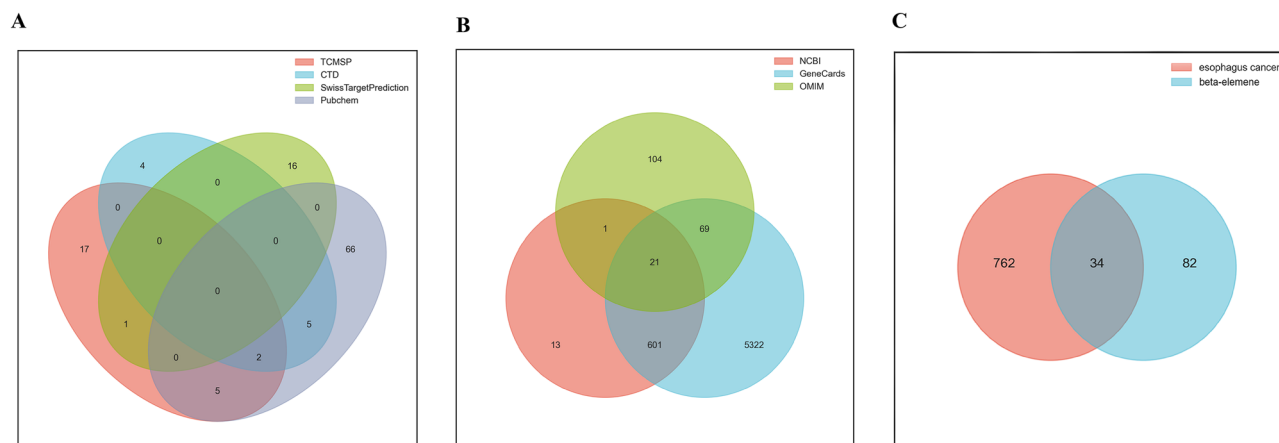 A
TCMSP
CTD
SwissTargetPrediction
Pubchem
4
16
0
0
0
17
0
0
66
0
1
5
0
2
5
B
NCBI
GeneCards
OMIM
104
1
69
21
13
601
5322
C
esophagus cancer
beta-elemene
762
34
82